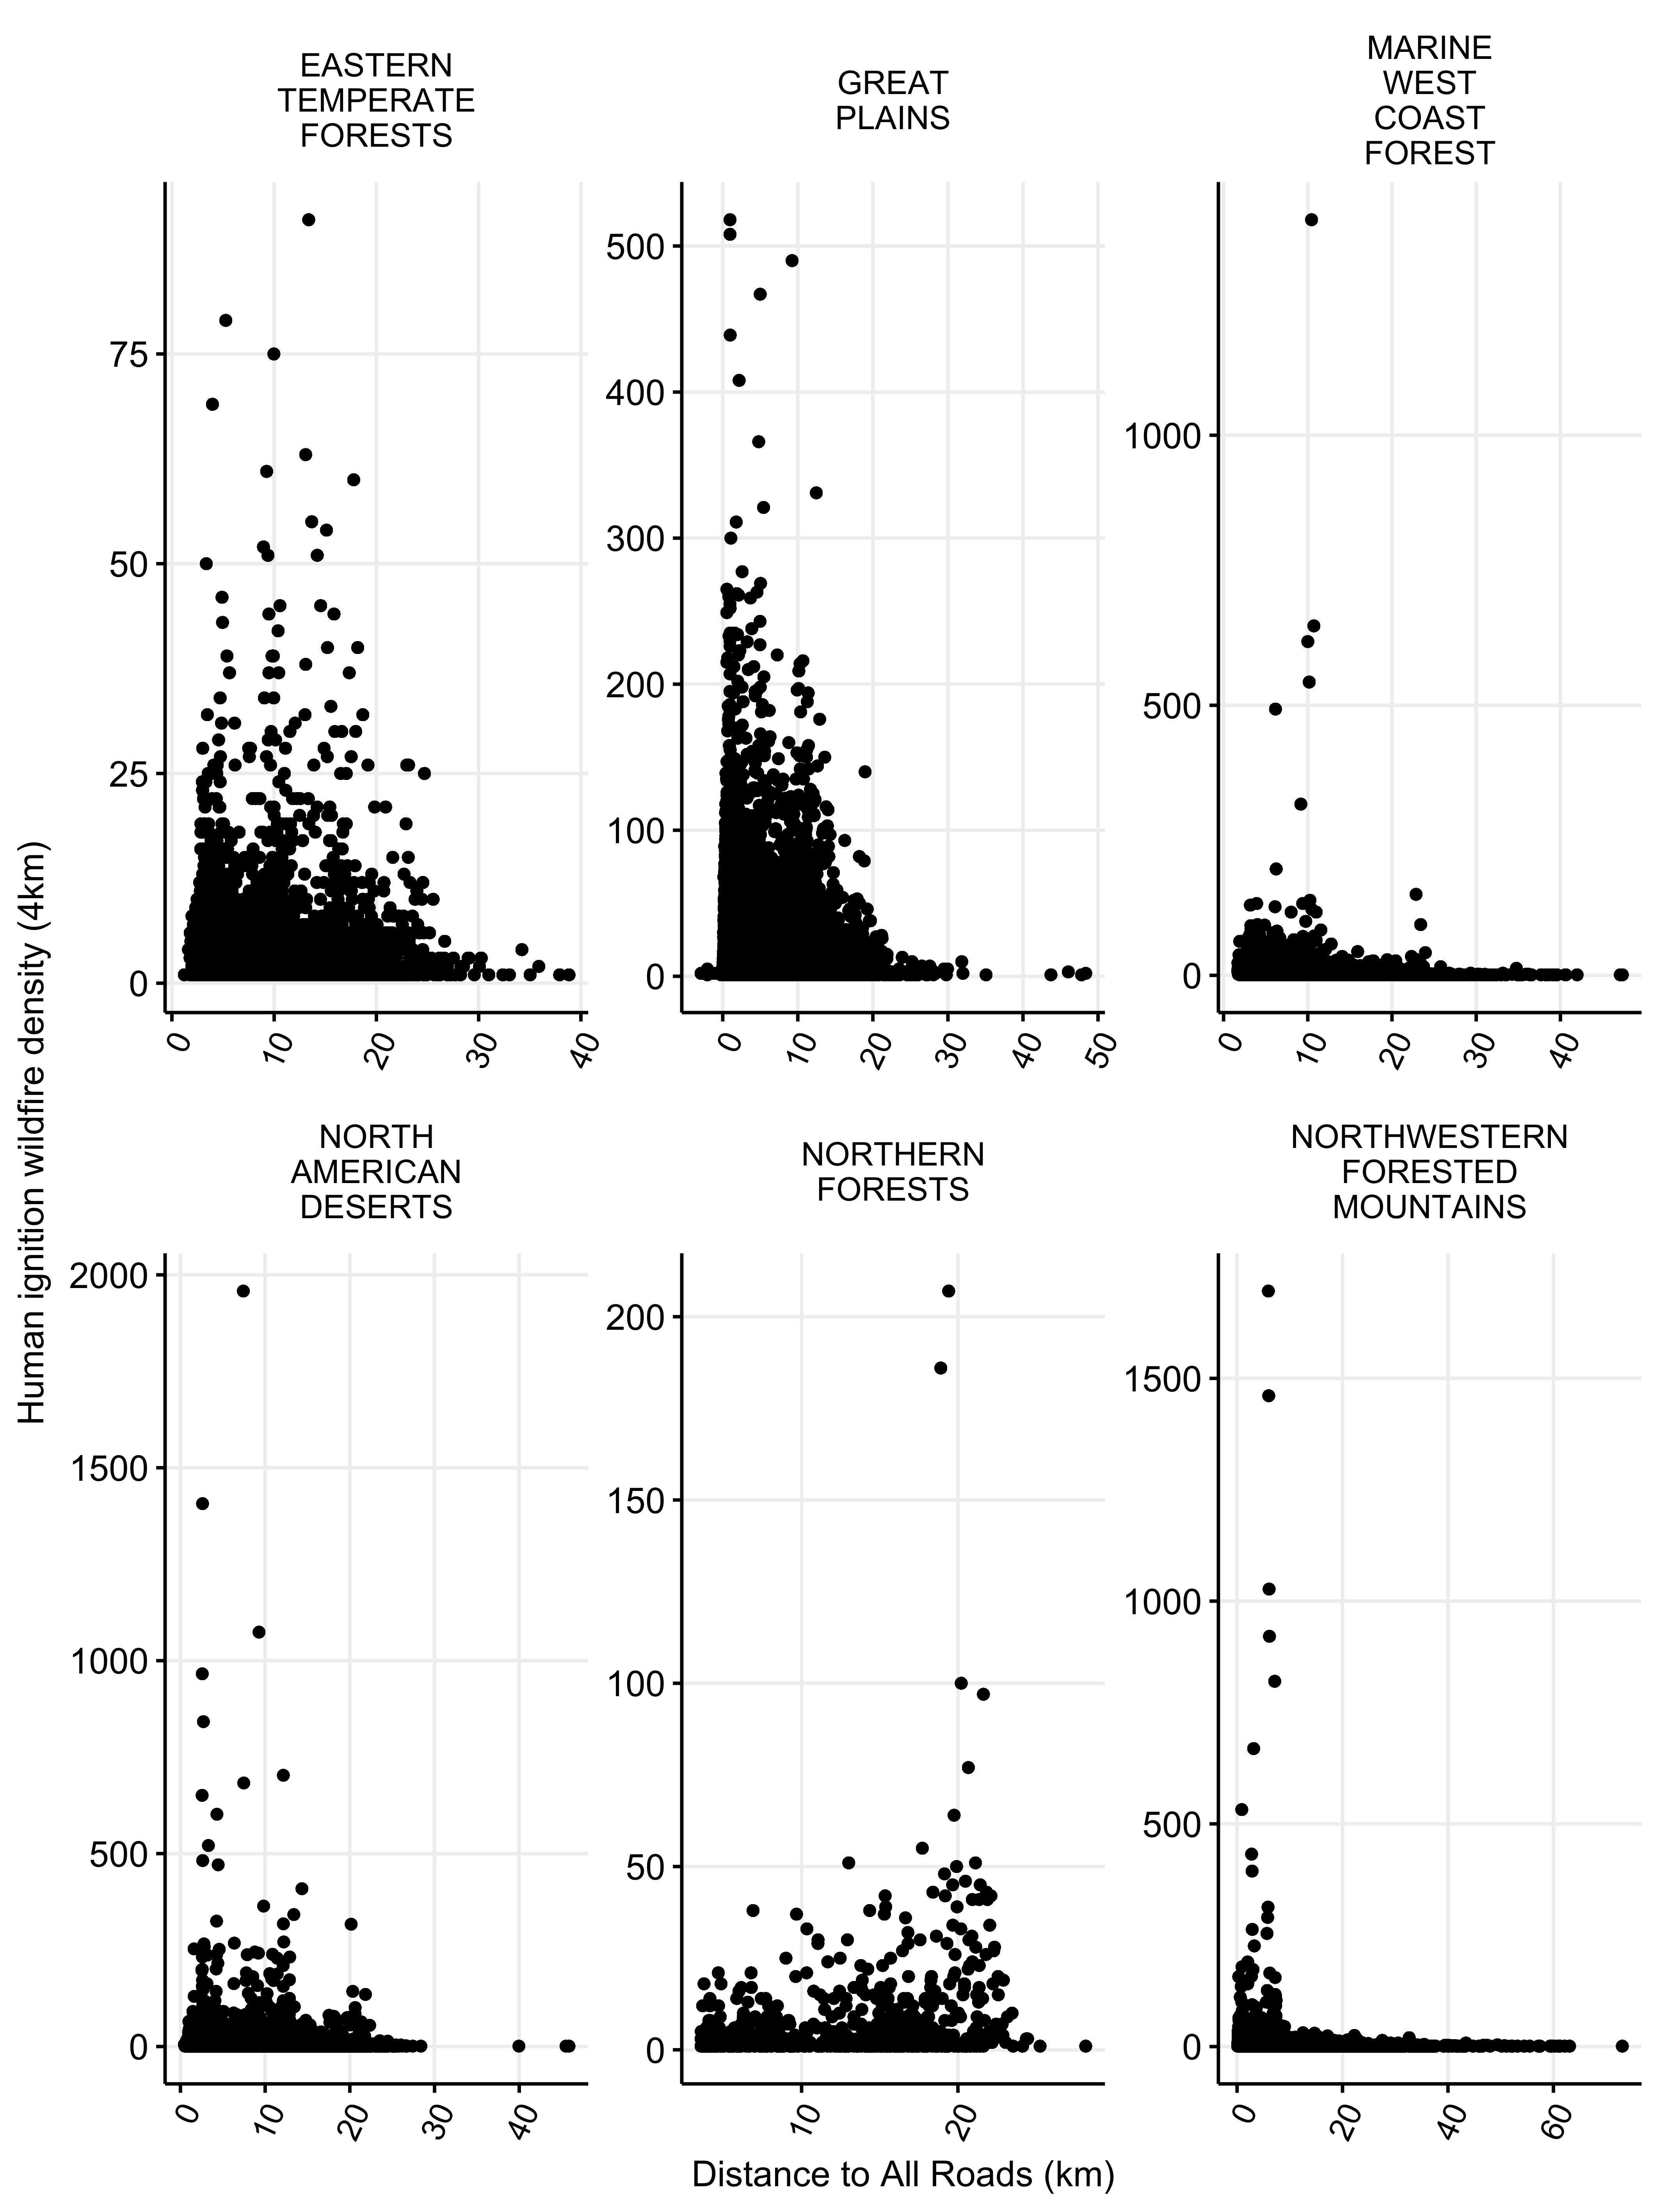 EASTERN
TEMPERATE
FORESTS
GREAT
PLAINS
MARINE
WEST
COAST
FOREST
75
50
25
0
0
10
20
30
40
500
400
300
200
100
0
0
10
20
30
40
50
1000
500
0
0
10
20
30
40
Human ignition wildfire density (4km)
NORTH
AMERICAN
DESERTS
NORTHERN
FORESTS
NORTHWESTERN
FORESTED
MOUNTAINS
2000
1500
1000
500
0
0
10
20
30
40
200
150
100
50
0
10
20
1500
1000
500
0
0
20
40
60
Distance to All Roads (km)